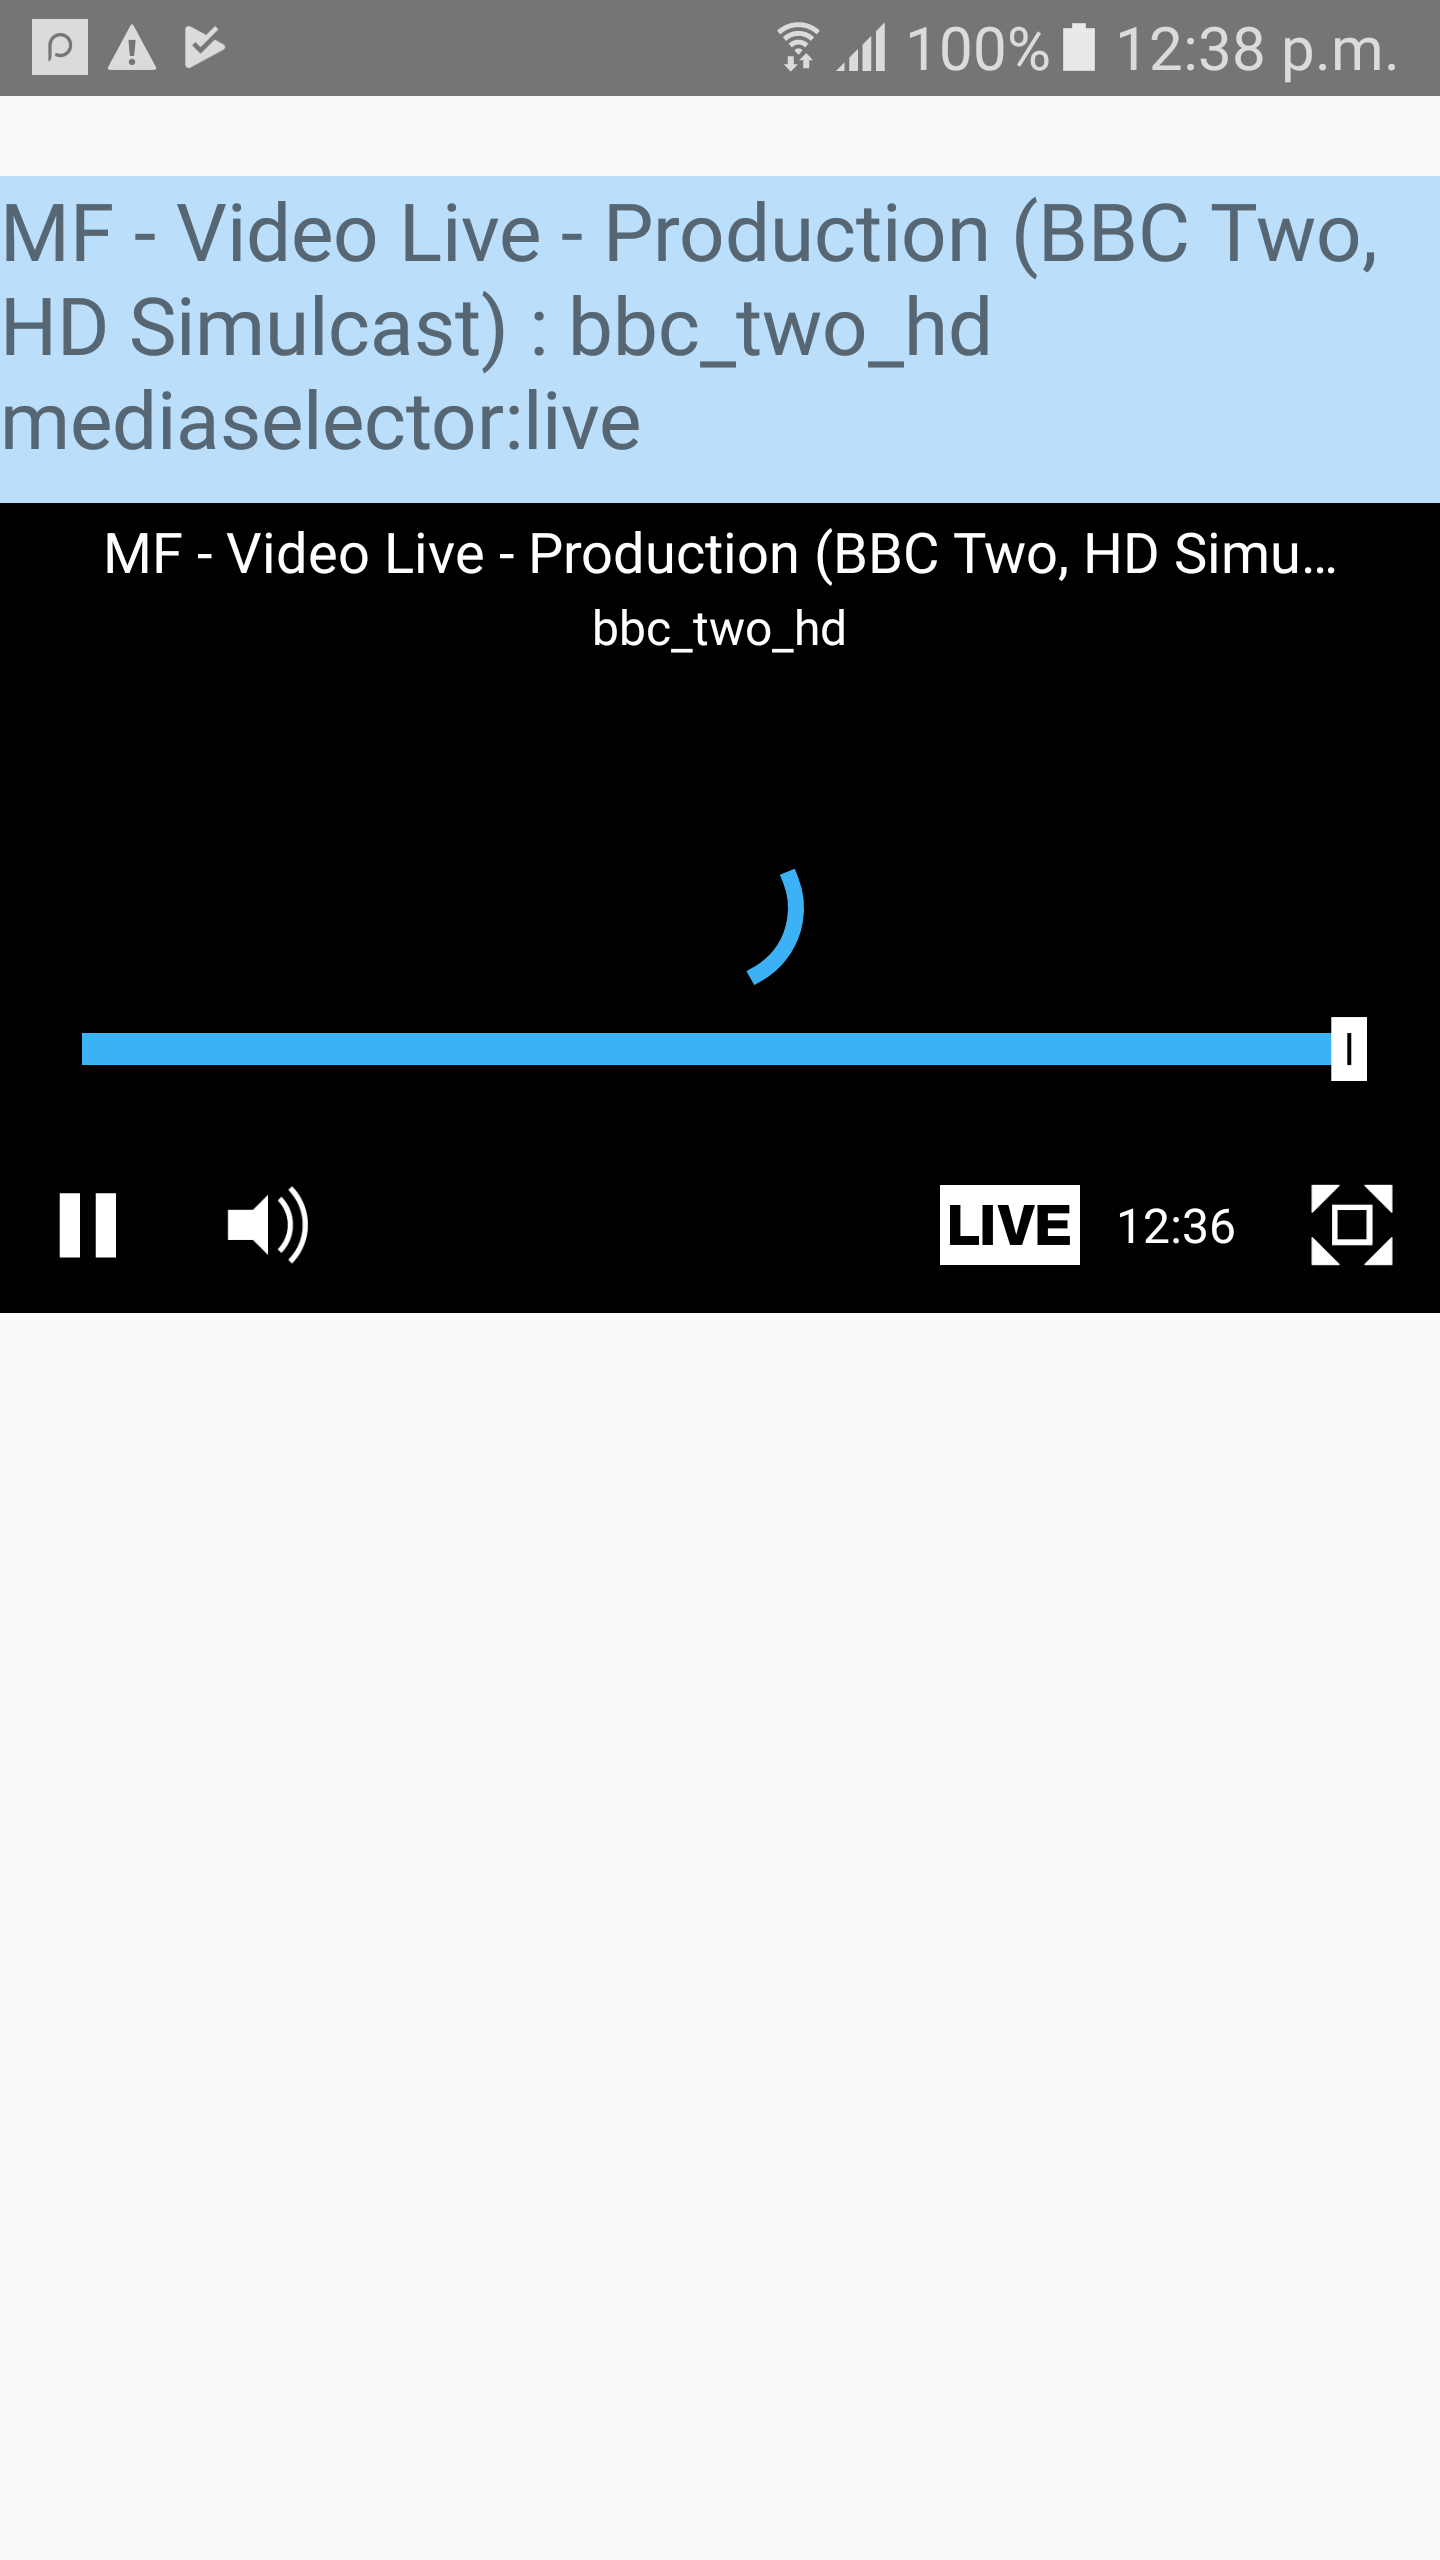 100% 12:38 p.m.
MF - Video Live - Production (BBC Two,
HD Simulcast) : bbc_two_hd
mediaselector:live
MF - Video Live - Production (BBC Two, HD Simu...
bbc_two_hd
LIVE 12:36